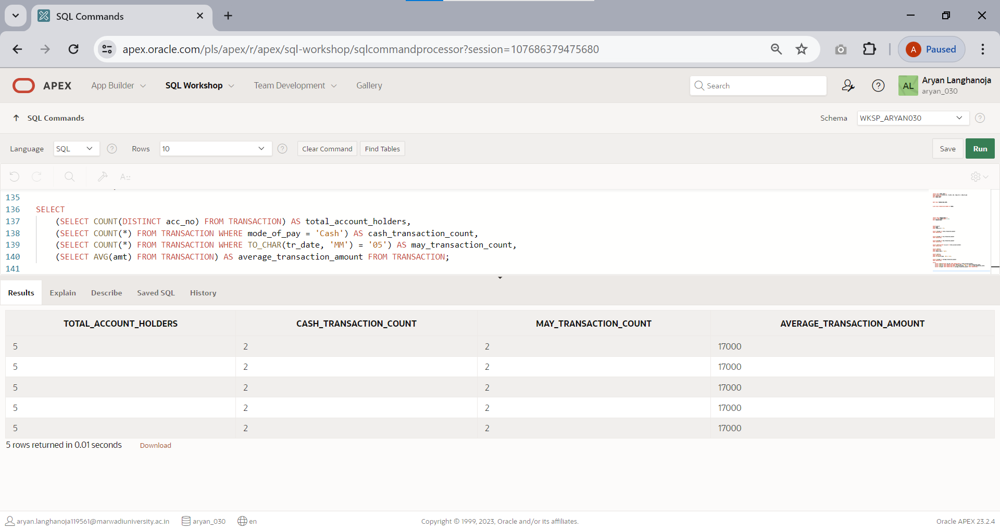 SQL Commands
apex.oracle.com/pls/apex/r/apex/sql-workshop/sqlcommandprocessor?session=107686379475680
A Paused
APEX App Builder SQL Workshop Team Development Gallery Search ? AL Aryan Langhanoja
aryan_030
SQL Commands Schema WKSP_ARYAN030 ?
Language SQL ? Rows 10 ? Clear Command Find Tables Save Run
135
136 SELECT
137 (SELECT COUNT(DISTINCT acc_no) FROM TRANSACTION) AS total_account_holders,
138 (SELECT COUNT(*) FROM TRANSACTION WHERE mode_of_pay = 'Cash') AS cash_transaction_count,
139 (SELECT COUNT(*) FROM TRANSACTION WHERE TO_CHAR(tr_date, 'MM') = '05') AS may_transaction_count,
140 (SELECT AVG(amt) FROM TRANSACTION) AS average_transaction_amount FROM TRANSACTION;
141
Results Explain Describe Saved SQL History
TOTAL_ACCOUNT_HOLDERS CASH_TRANSACTION_COUNT MAY_TRANSACTION_COUNT AVERAGE_TRANSACTION_AMOUNT
5 2 2 17000
5 2 2 17000
5 2 2 17000
5 2 2 17000
5 2 2 17000
5 rows returned in 0.01 seconds Download
aryan.langhanoja119561@marwadiuniversity.ac.in aryan_030 en Copyright © 1999, 2023, Oracle and/or its affiliates. Oracle APEX 23.2.4